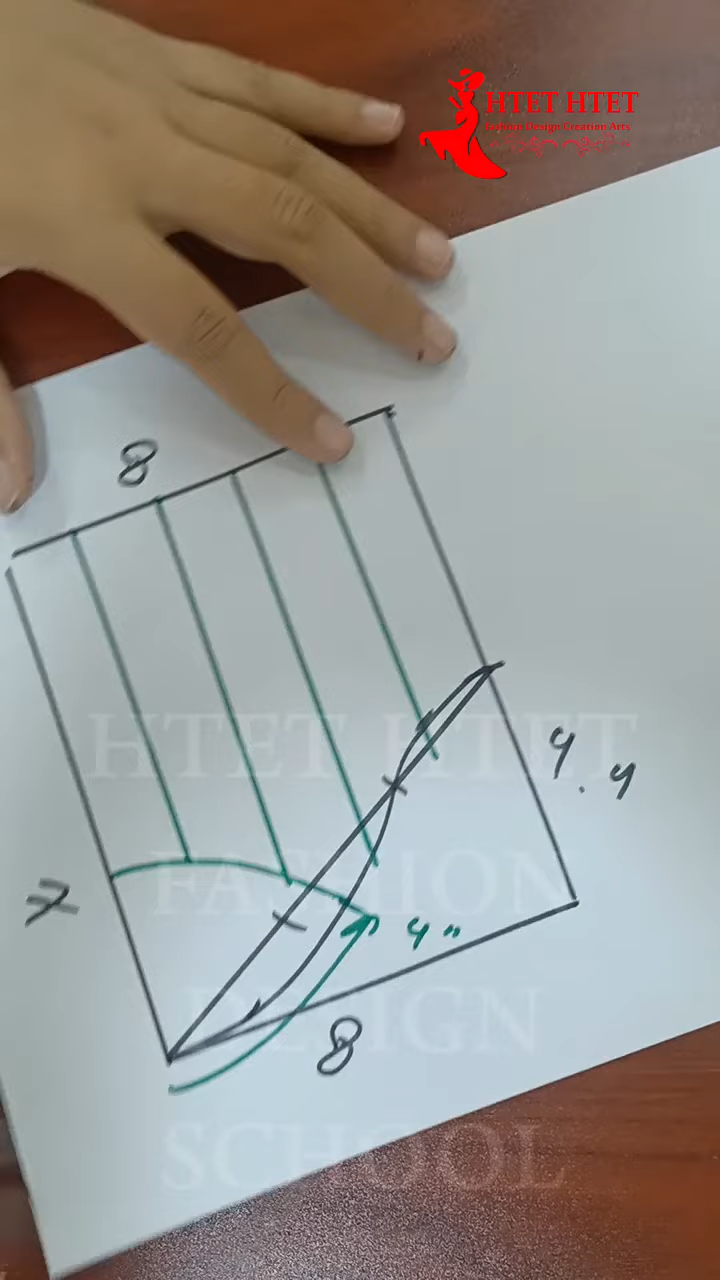 HTET HTET
Fashion Design Creation Arts
8
4.4
7
4"
8
HTET HTET
FASHION
DESIGN
SCHOOL